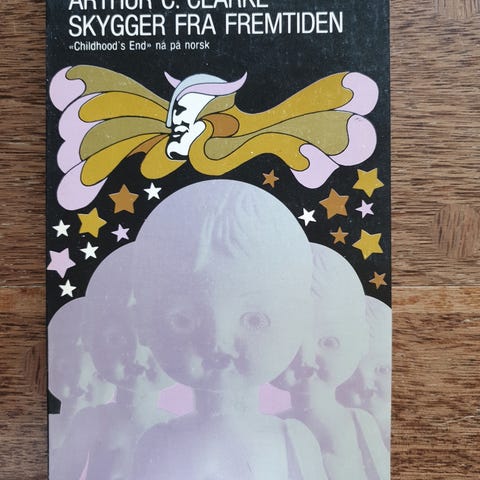 ARTHUR C. CLARKE
SKYGGER FRA FREMTIDEN
«Childhood's End» nå på norsk